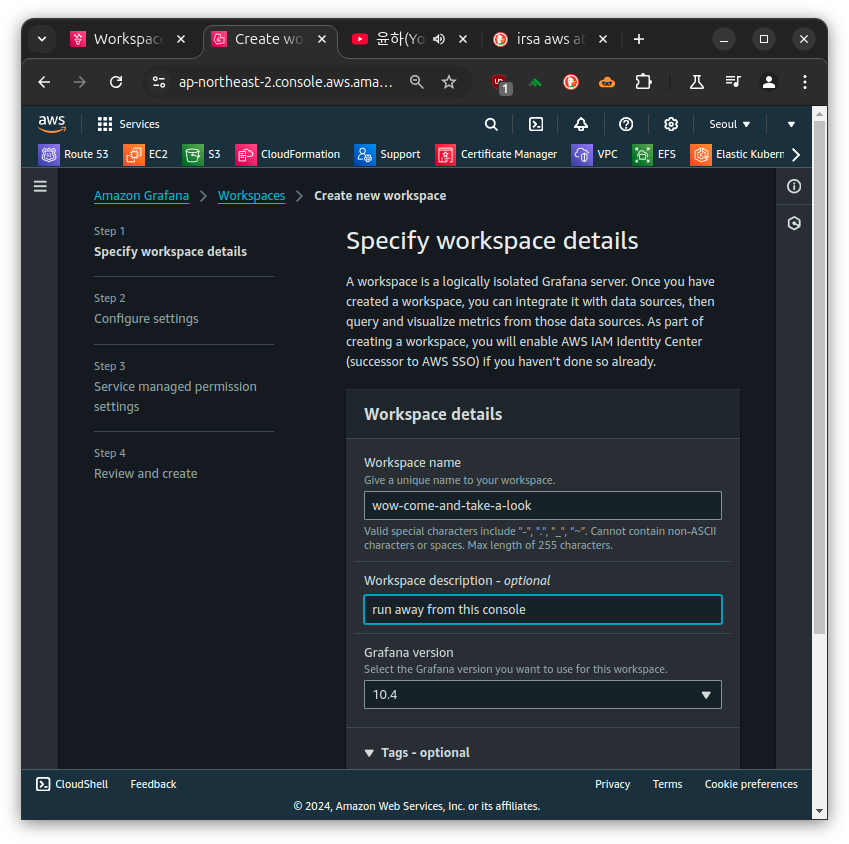 Workspace
Create wo
윤하(Yo
irsa aws a
ap-northeast-2.console.aws.ama...
1
aws
Services
Seoul
Route 53
EC2
S3
CloudFormation
Support
Certificate Manager
VPC
EFS
Elastic Kubern
Amazon Grafana
Workspaces
Create new workspace
Step 1
Specify workspace details
Step 2
Configure settings
Step 3
Service managed permission
settings
Step 4
Review and create
Specify workspace details
A workspace is a logically isolated Grafana server. Once you have
created a workspace, you can integrate it with data sources, then
query and visualize metrics from those data sources. As part of
creating a workspace, you will enable AWS IAM Identity Center
(successor to AWS SSO) if you haven’t done so already.
Workspace details
Workspace name
Give a unique name to your workspace.
wow-come-and-take-a-look
Valid special characters include "-", ".", "_", “~”. Cannot contain non-ASCII
characters or spaces. Max length of 255 characters.
Workspace description - optional
run away from this console
Grafana version
Select the Grafana version you want to use for this workspace.
10.4
Tags - optional
CloudShell
Feedback
Privacy
Terms
Cookie preferences
© 2024, Amazon Web Services, Inc. or its affiliates.